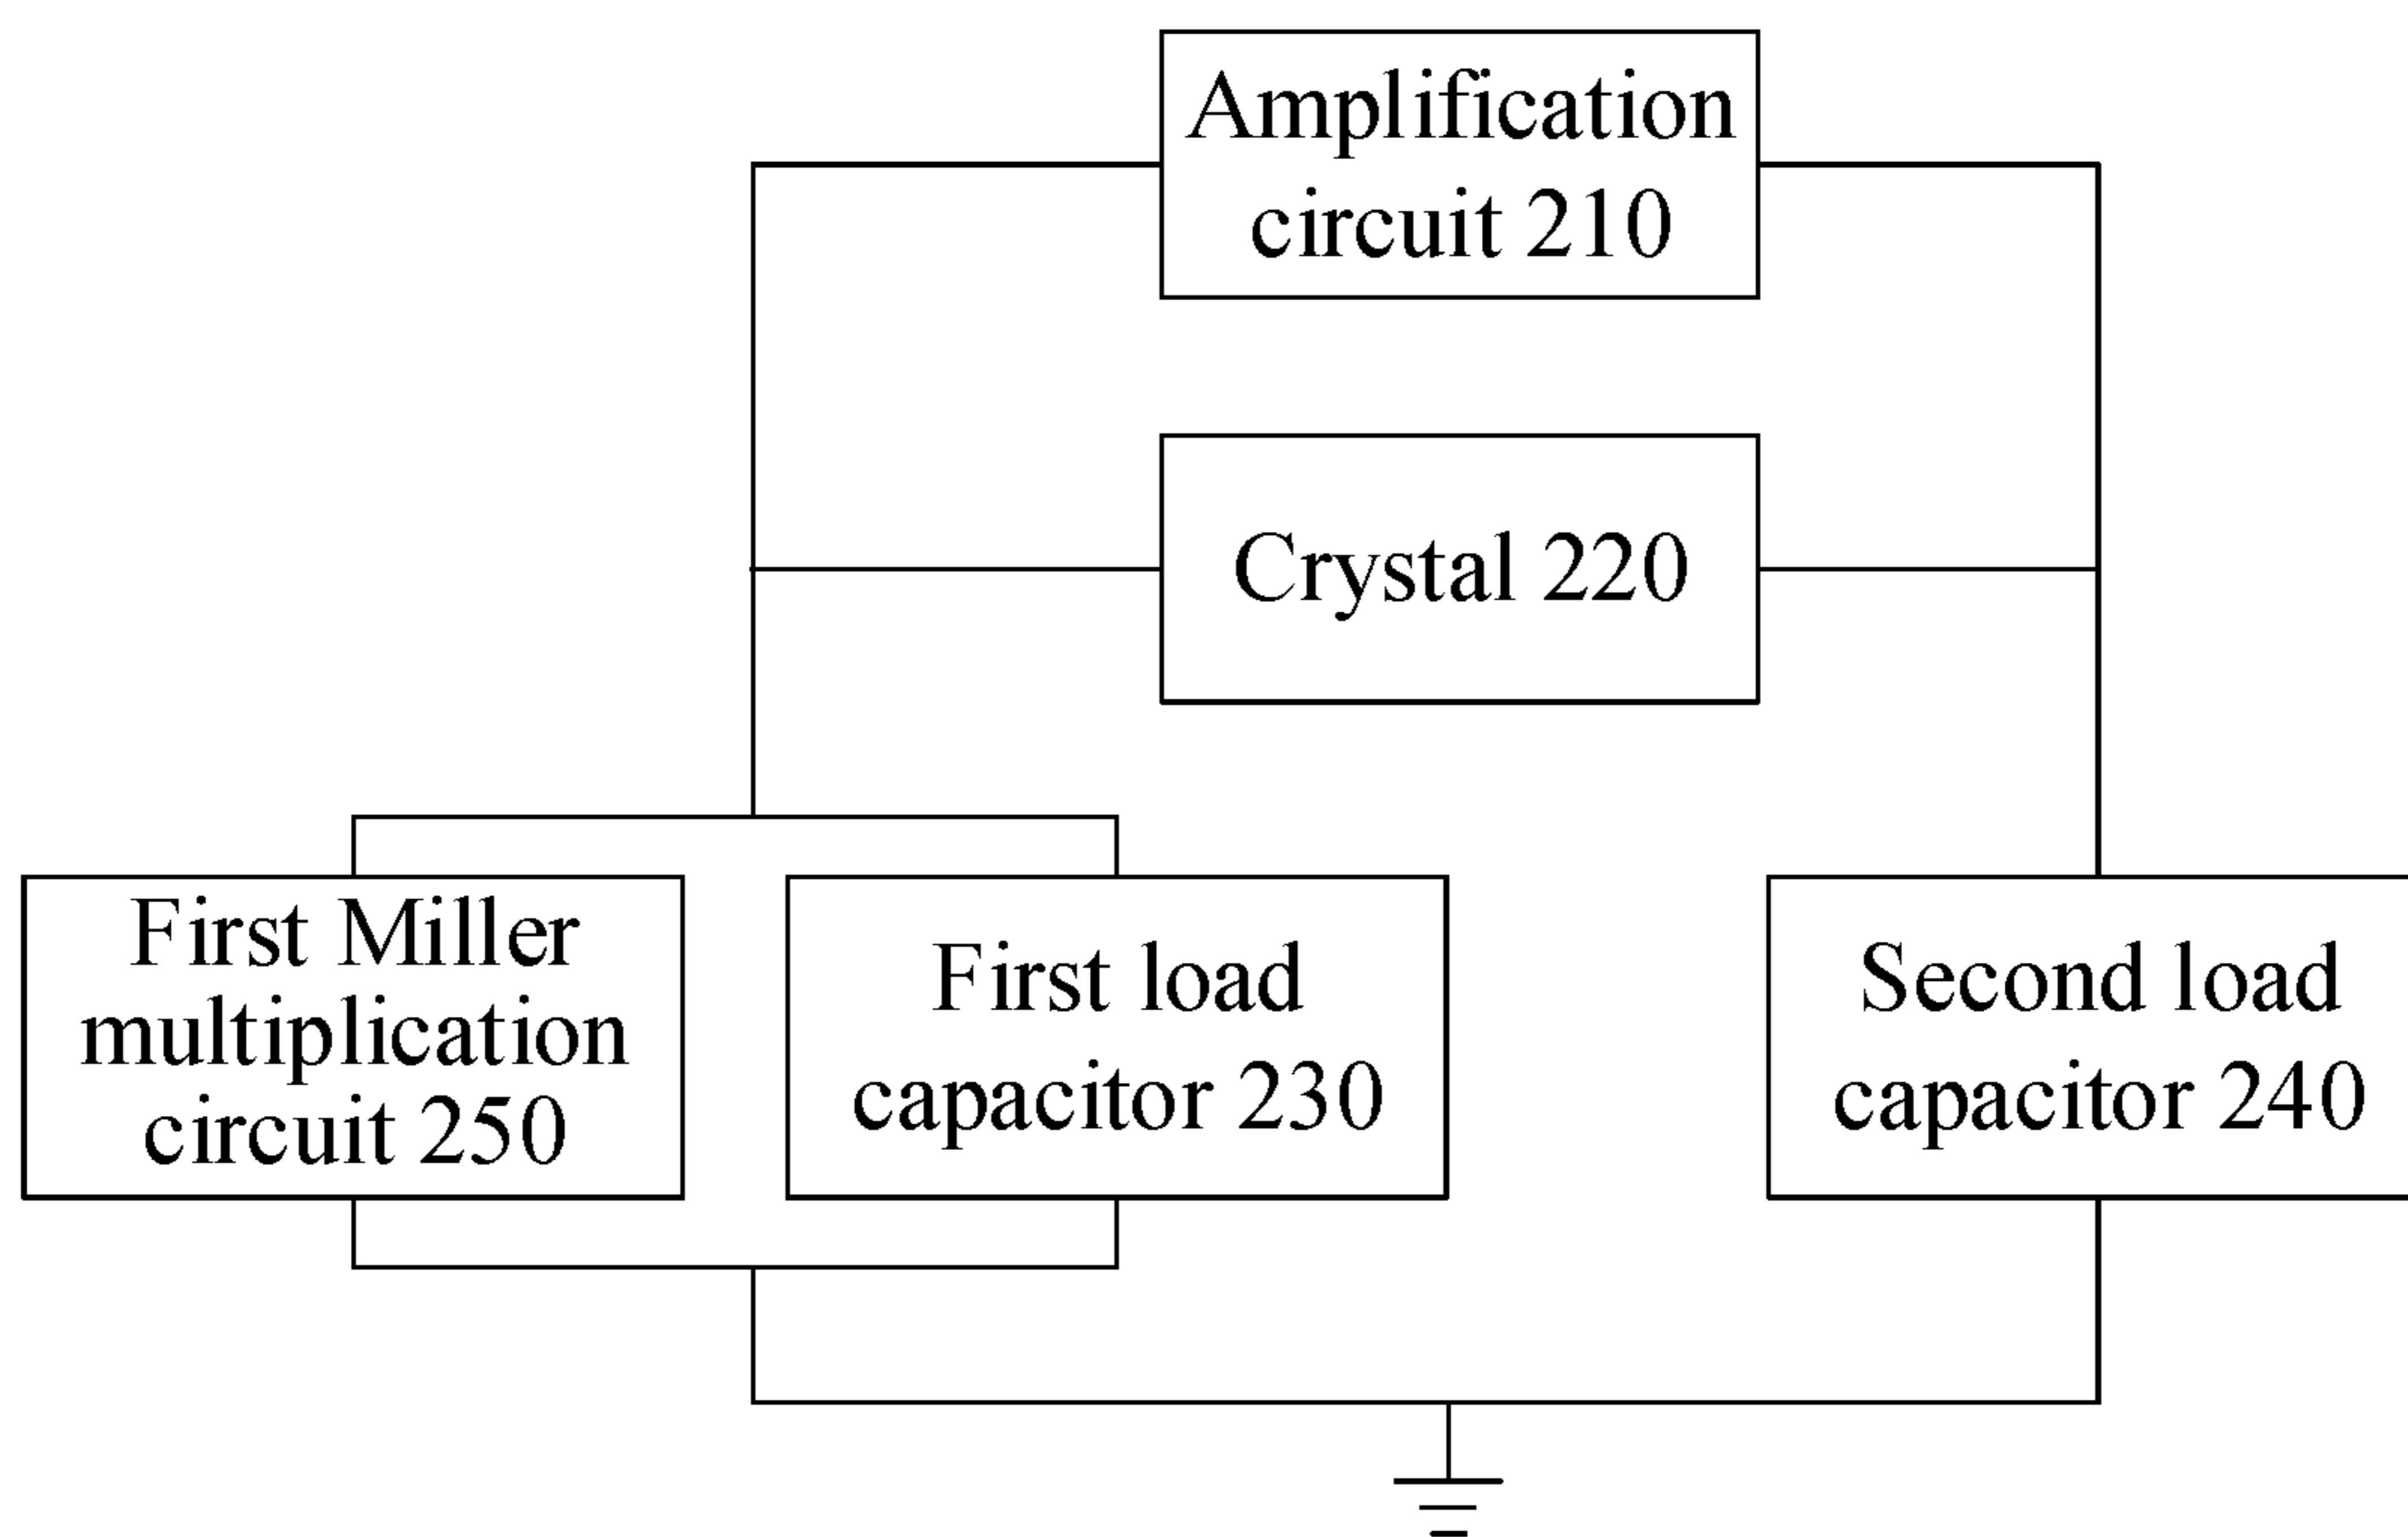 Amplification
circuit 210
Crystal 220
First Miller
multiplication
circuit 250
First load
capacitor 230
Second load
capacitor 240